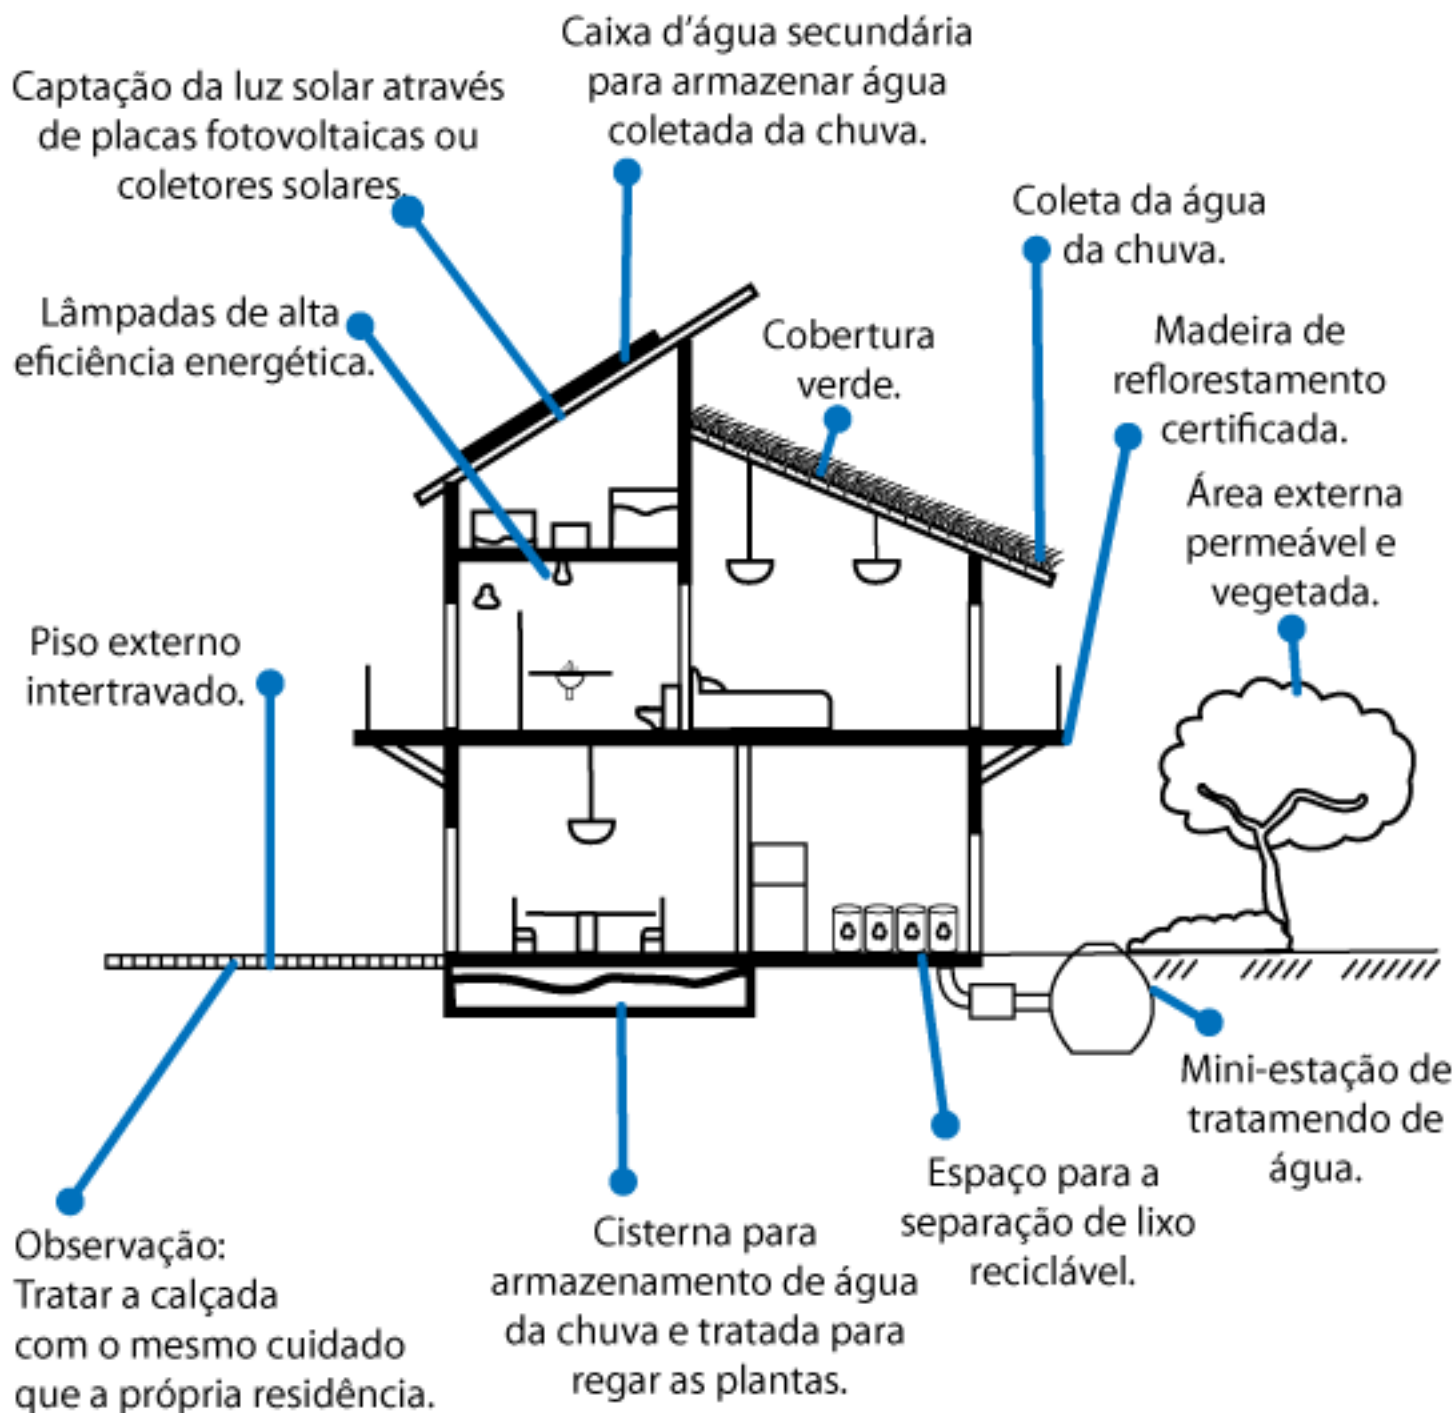 Caixa d'água secundária
para armazenar água
coletada da chuva.
Captação da luz solar através
de placas fotovoltaicas ou
coletores solares.
Coleta da água
da chuva.
Lâmpadas de alta
eficiência energética.
Cobertura
verde.
Madeira de
reflorestamento
certificada.
Área externa
permeável e
vegetada.
Piso externo
intertravado.
Mini-estação de
tratamendo de
água.
Espaço para a
separação de lixo
reciclável.
Cisterna para
armazenamento de água
da chuva e tratada para
regar as plantas.
Observação:
Tratar a calçada
com o mesmo cuidado
que a própria residência.